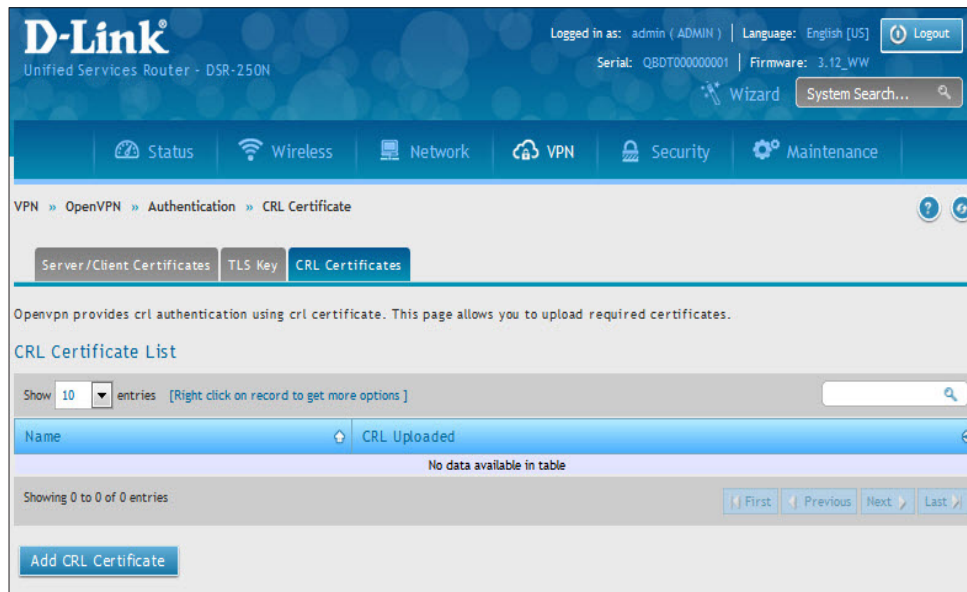 D-Link®
Unified Services Router - DSR-250N
Logged in as: admin ( ADMIN ) | Language: English [US]
Logout
Serial: QBDT000000001 | Firmware: 3.12_WW
Wizard
System Search...
Status
Wireless
Network
VPN
Security
Maintenance
VPN » OpenVPN » Authentication » CRL Certificate
?
Server/Client Certificates
TLS Key
CRL Certificates
Openvpn provides crl authentication using crl certificate. This page allows you to upload required certificates.
CRL Certificate List
Show 10 entries [Right click on record to get more options ]
Name
CRL Uploaded
No data available in table
Showing 0 to 0 of 0 entries
First
Previous
Next
Last
Add CRL Certificate